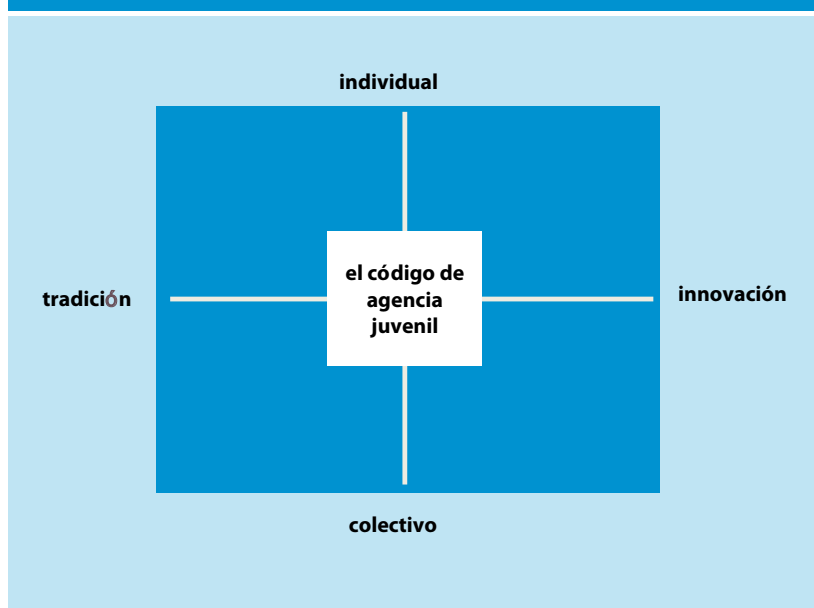 individual
tradición
el código de
agencia
juvenil
innovación
colectivo